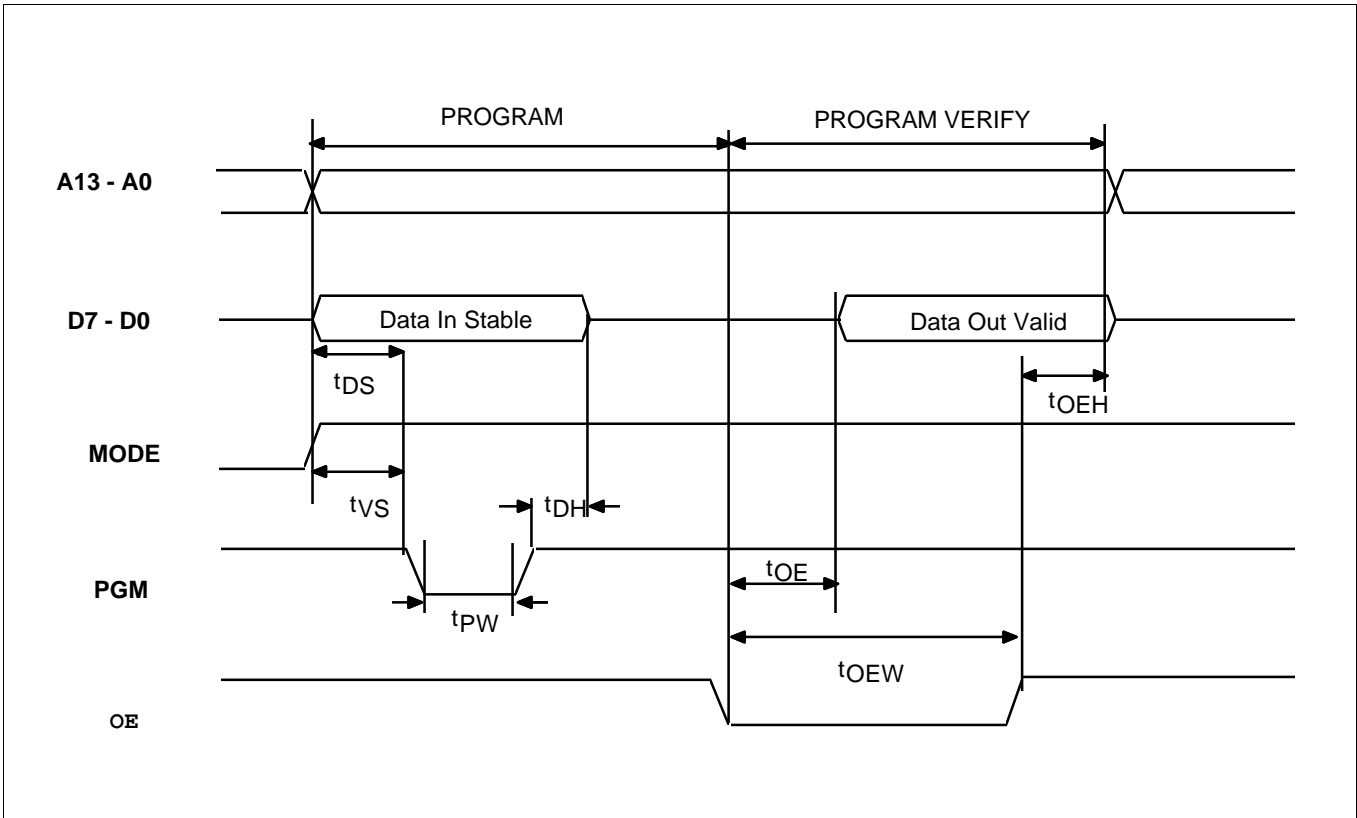 PROGRAM
PROGRAM VERIFY
A13 - A0
D7 - D0
Data In Stable
Data Out Valid
tDS
tOEH
MODE
tVS
tDH
PGM
tOE
tPW
tOEW
OE